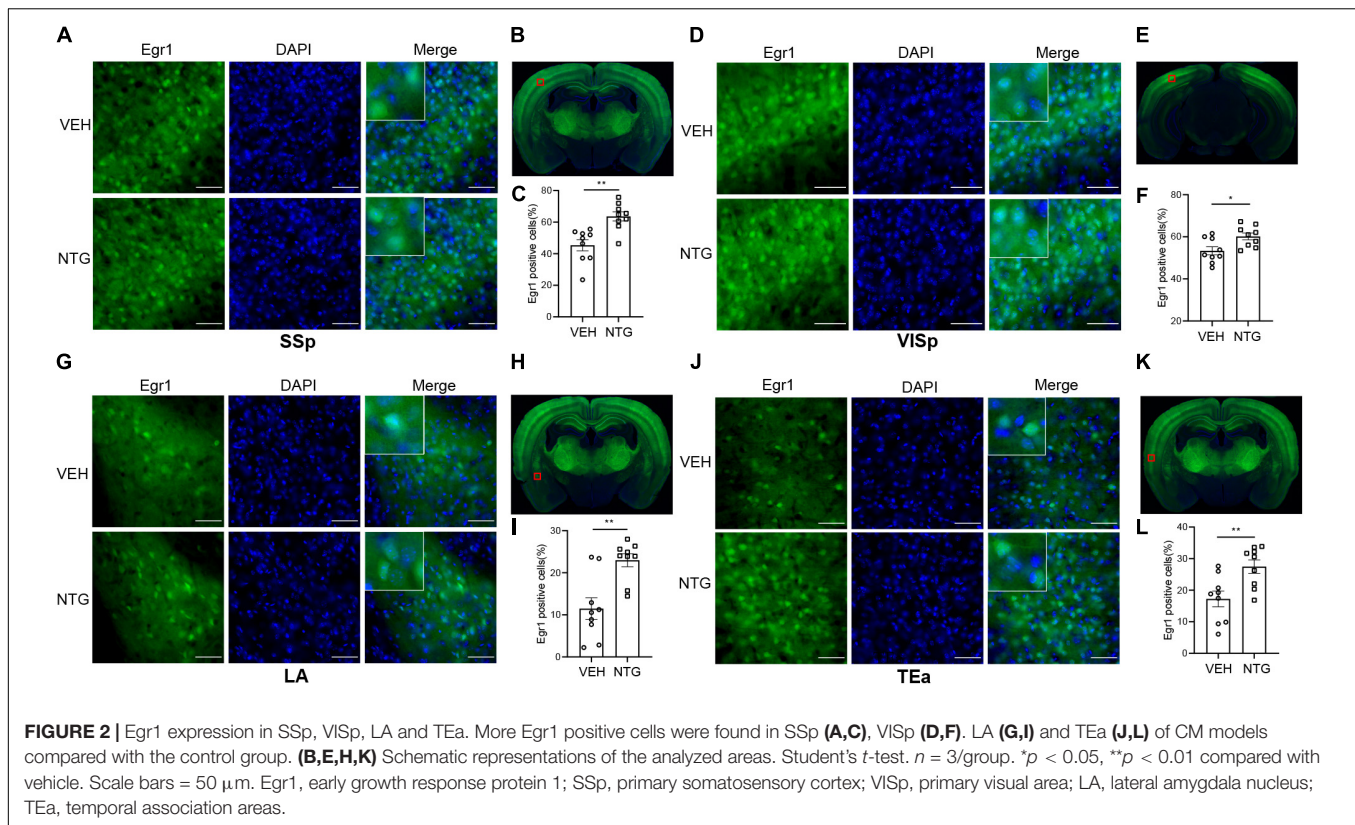 A
Egr1 DAPI Merge
VEH
NTG
SSp
B
C
**
Egr1 positive cells(%)
80
60
40
20
0
VEH NTG
D
Egr1 DAPI Merge
VEH
NTG
VISp
E
F
*
Egr1 positive cells(%)
80
60
40
20
VEH NTG
G
Egr1 DAPI Merge
VEH
NTG
LA
H
I
**
Egr1 positive cells(%)
30
20
10
0
VEH NTG
J
Egr1 DAPI Merge
VEH
NTG
TEa
K
L
**
Egr1 positive cells(%)
40
30
20
10
0
VEH NTG
FIGURE 2 | Egr1 expression in SSp, VISp, LA and TEa. More Egr1 positive cells were found in SSp (A,C), VISp (D,F). LA (G,I) and TEa (J,L) of CM models
compared with the control group. (B,E,H,K) Schematic representations of the analyzed areas. Student's t-test. n = 3/group. *p < 0.05, **p < 0.01 compared with
vehicle. Scale bars = 50 μm. Egr1, early growth response protein 1; SSp, primary somatosensory cortex; VISp, primary visual area; LA, lateral amygdala nucleus;
TEa, temporal association areas.